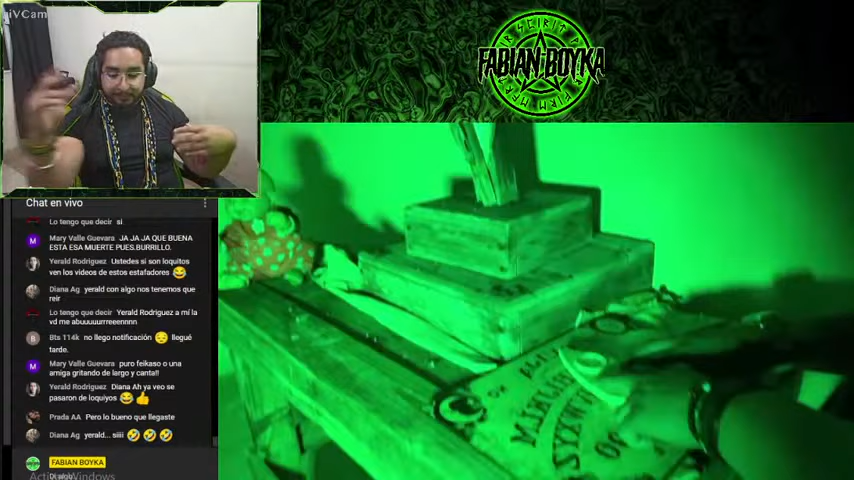 iVCam
FABIAN BOYKA
Chat en vivo
Lo tengo que decir si
Mary Valle Guevara JA JA JA QUE BUENA
ESTA ESA MUERTE PUES.BURRILLO.
Yerald Rodriguez Ustedes si son loquitos
ven los videos de estos estafadores 😂
Diana Ag yerald con algo nos tenemos que
reir
Lo tengo que decir Yerald Rodriguez a mí la
vd me abuuuuurreeennnn
Bta 114k no llego notificación 😔 llegué
tarde.
Mary Valle Guevara puro feikaso o una
amiga gritando de largo y canta!!
Yerald Rodriguez Diana Ah ya veo se
pasaron de loquiyos 😂👍
Prada AA Pero lo bueno que llegaste
Diana Ag yerald... siiii 🤣🤣🤣
FABIAN BOYKA